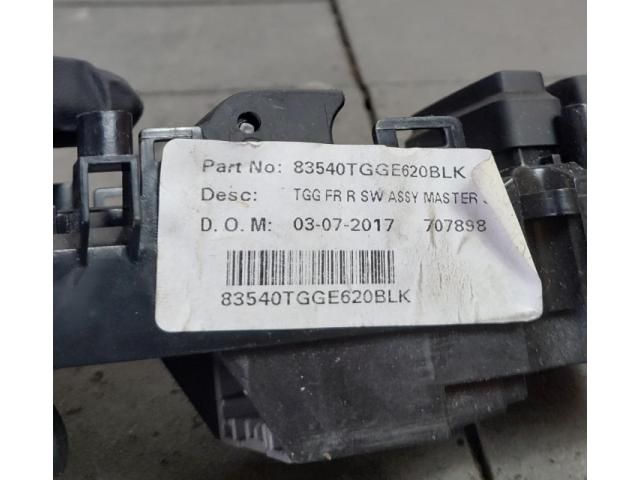 Part No: 83540TGGE620BLK
Desc: TGG FR R SW ASSY MASTER
D. O. M: 03-07-2017 707898
83540TGGE620BLK